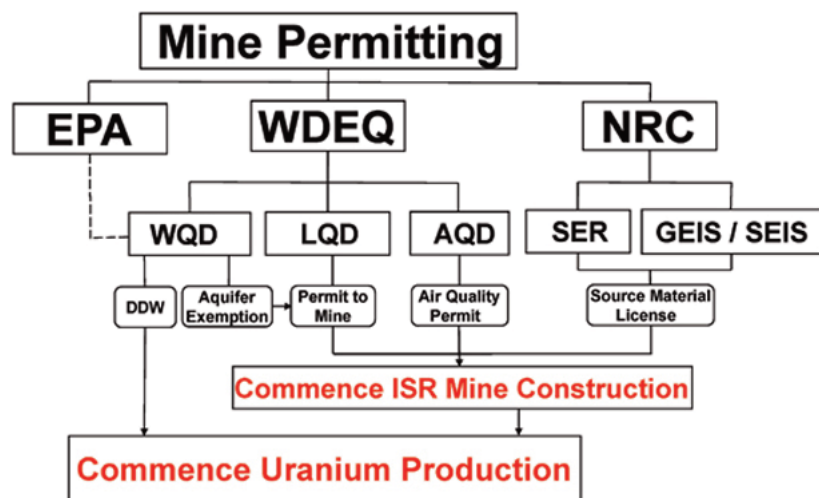 Mine Permitting
EPA
WDEQ
NRC
WQD
LQD
AQD
SER
GEIS / SEIS
DDW
Aquifer
Exemption
Permit to
Mine
Air Quality
Permit
Source Material
License
Commence ISR Mine Construction
Commence Uranium Production